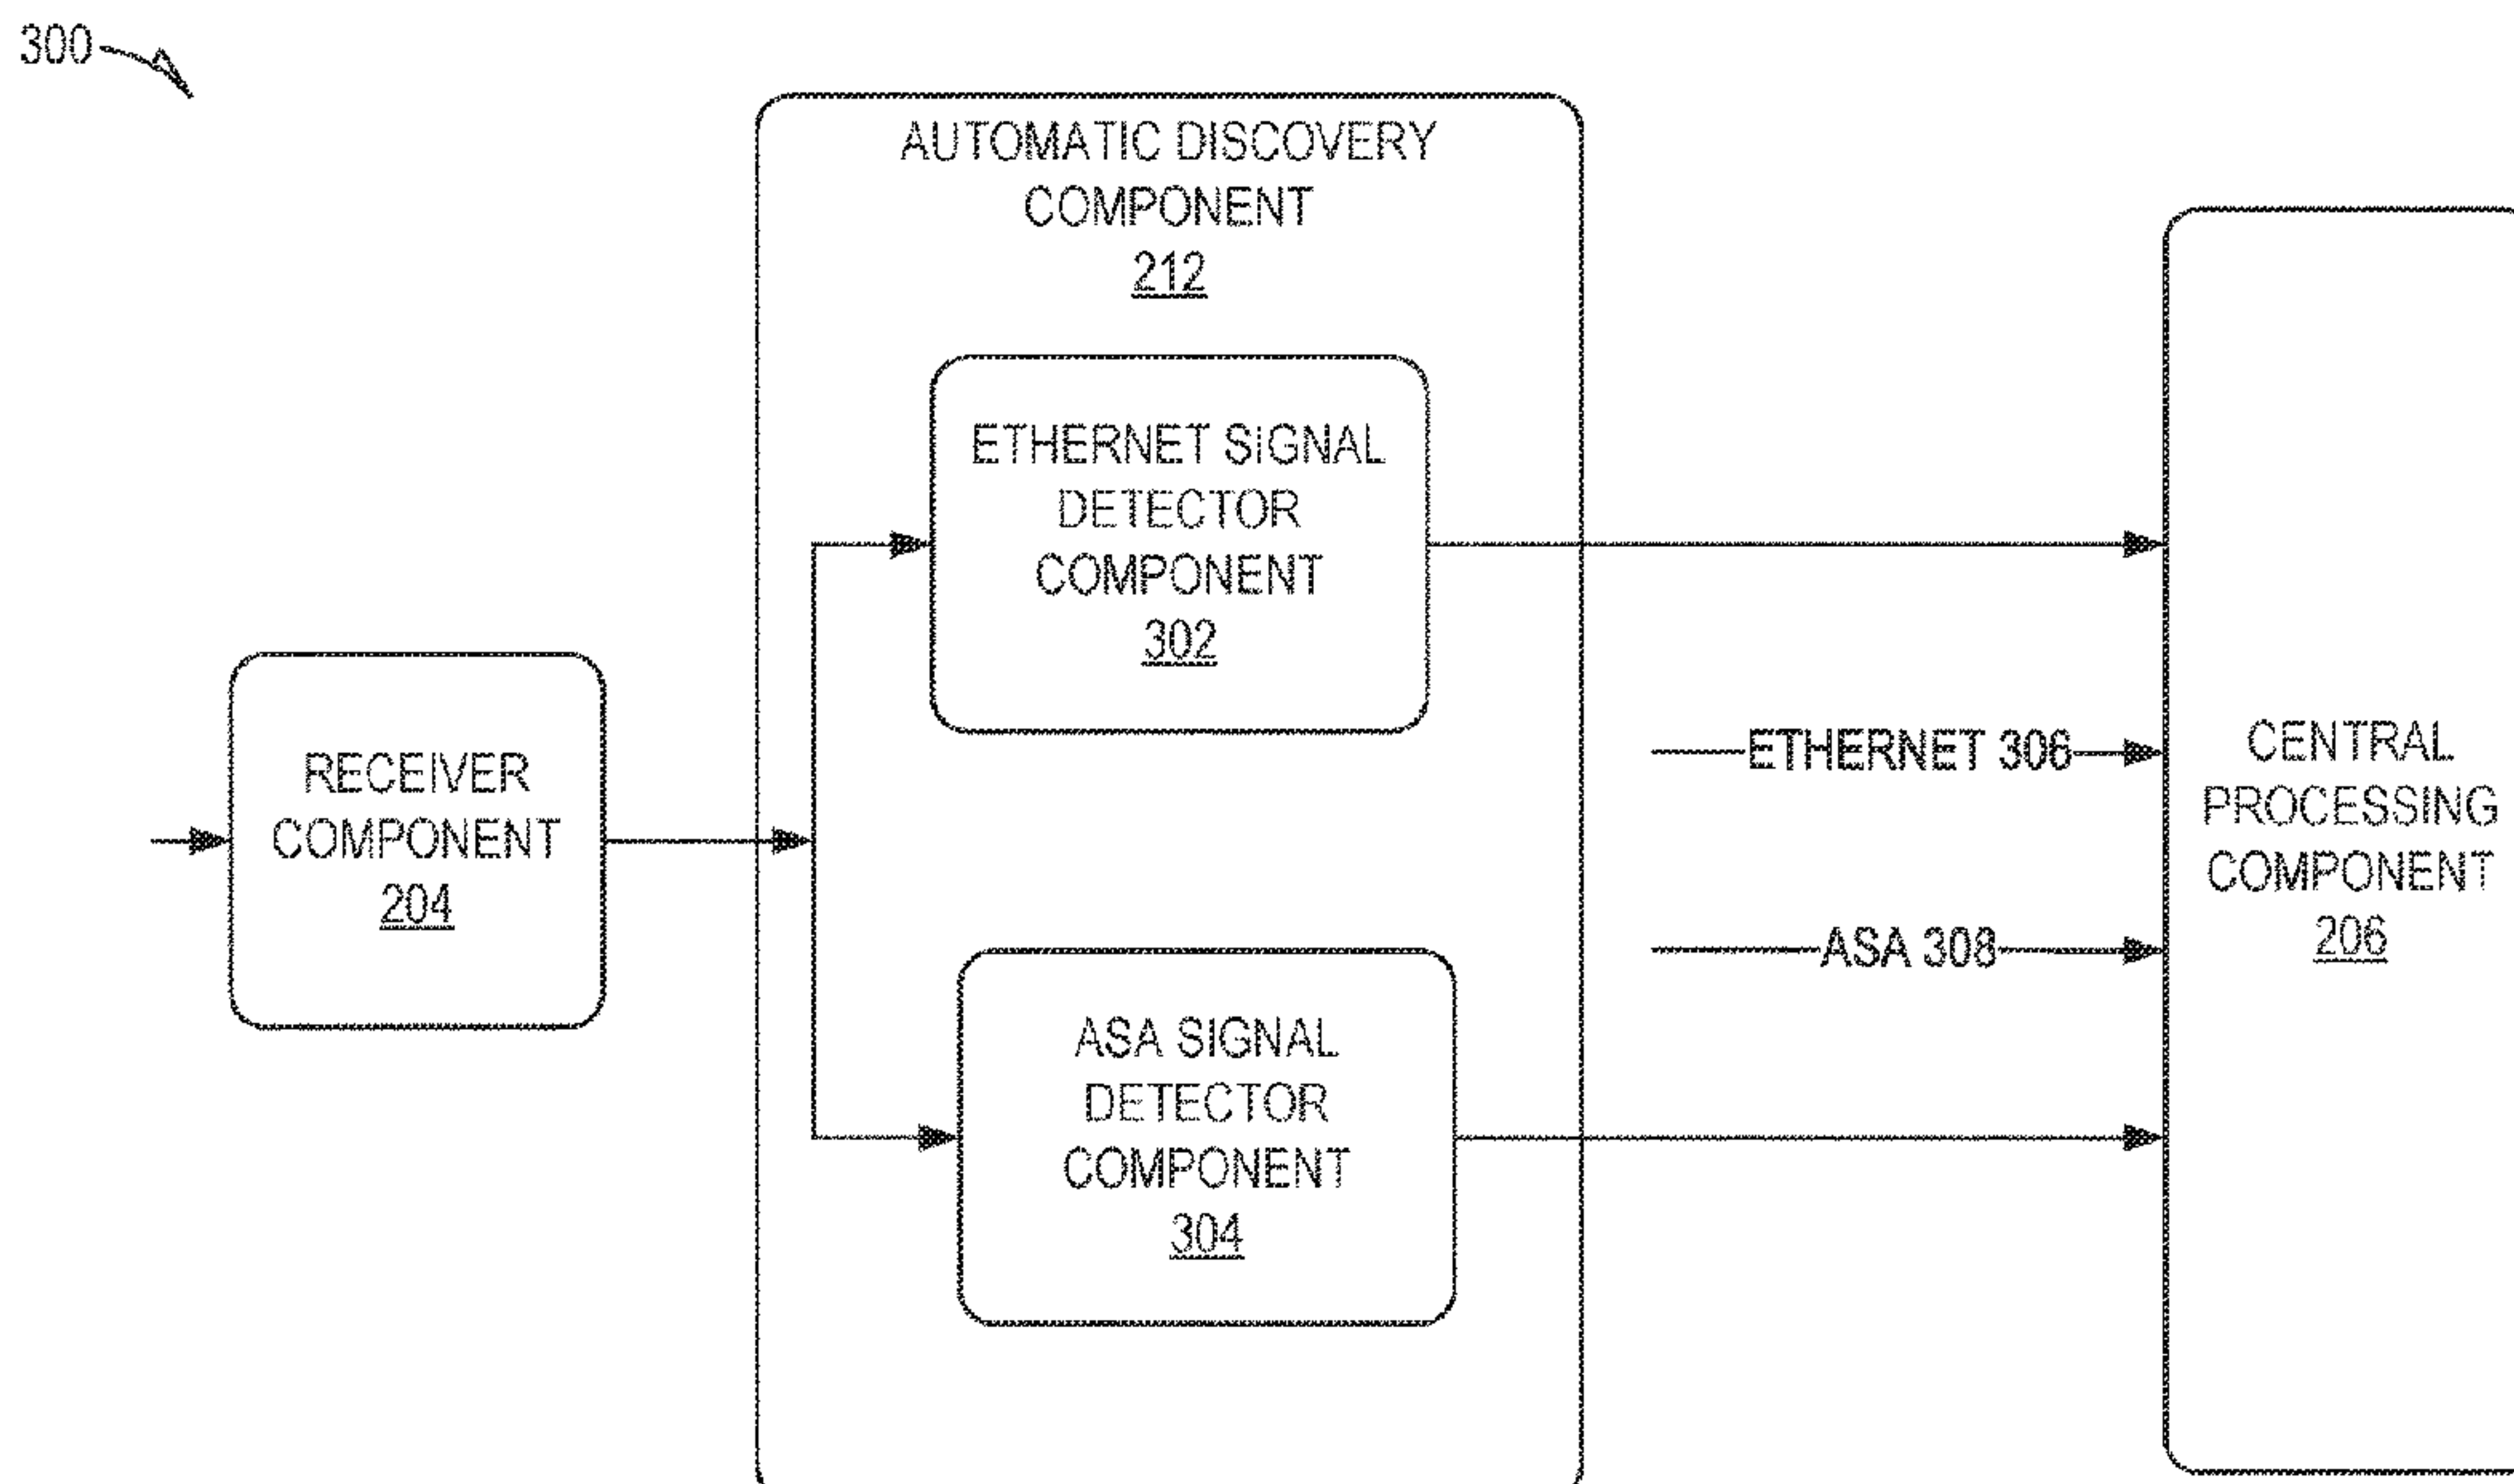 300
AUTOMATIC DISCOVERY
COMPONENT
212
ETHERNET SIGNAL
DETECTOR
COMPONENT
302
RECEIVER
COMPONENT
204
ETHERNET 306
ASA 308
ASA SIGNAL
DETECTOR
COMPONENT
304
CENTRAL
PROCESSING
COMPONENT
206